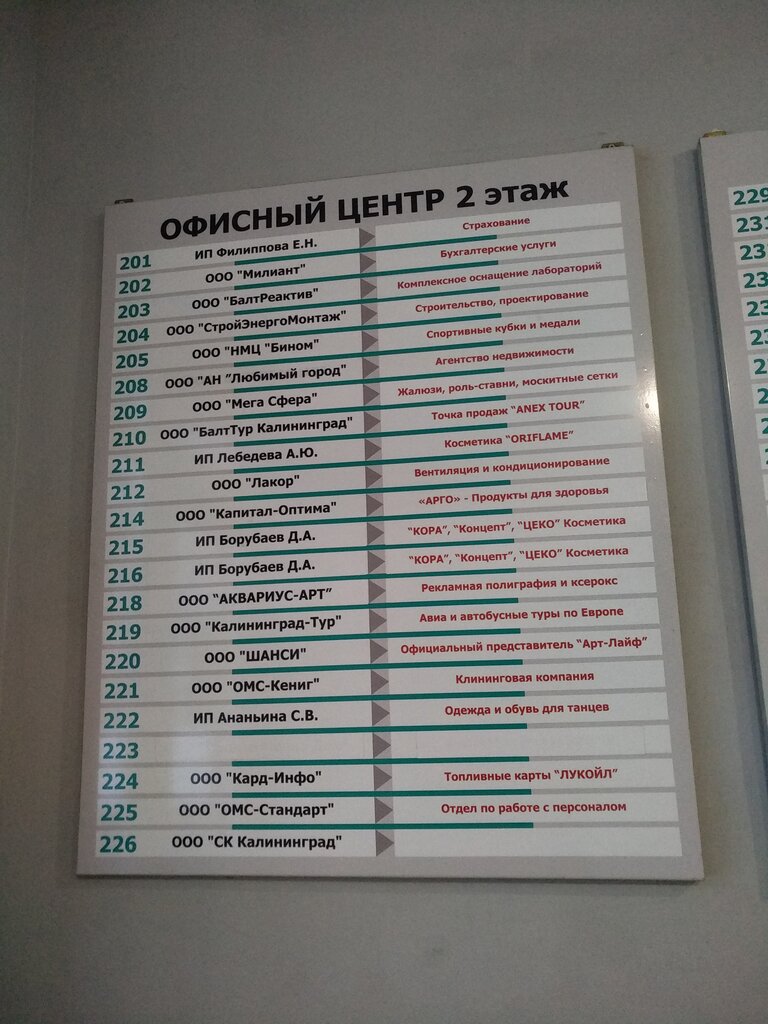 ОФИСНЫЙ ЦЕНТР 2 этаж
201 ИП Филиппова Е.Н. Страхование
202 ООО "Милиант" Бухгалтерские услуги
203 ООО "БалтРеактив" Комплексное оснащение лабораторий
204 ООО "СтройЭнергоМонтаж" Строительство, проектирование
205 ООО "НМЦ "Бином" Спортивные кубки и медали
208 ООО "АН "Любимый город" Агентство недвижимости
209 ООО "Мега Сфера" Жалюзи, роль-ставни, москитные сетки
210 ООО "БалтТур Калининград" Точка продаж "ANEX TOUR"
211 ИП Лебедева А.Ю. Косметика "ORIFLAME"
212 ООО "Лакор" Вентиляция и кондиционирование
214 ООО "Капитал-Оптима" «АРГО» - Продукты для здоровья
215 ИП Борубаев Д.А. "КОРА", "Концепт", "ЦЕКО" Косметика
216 ИП Борубаев Д.А. "КОРА", "Концепт", "ЦЕКО" Косметика
218 ООО "АКВАРИУС-АРТ" Рекламная полиграфия и ксерокс
219 ООО "Калининград-Тур" Авиа и автобусные туры по Европе
220 ООО "ШАНСИ" Официальный представитель "Арт-Лайф"
221 ООО "ОМС-Кениг" Клининговая компания
222 ИП Ананьина С.В. Одежда и обувь для танцев
223
224 ООО "Кард-Инфо" Топливные карты "ЛУКОЙЛ"
225 ООО "ОМС-Стандарт" Отдел по работе с персоналом
226 ООО "СК Калининград"
229